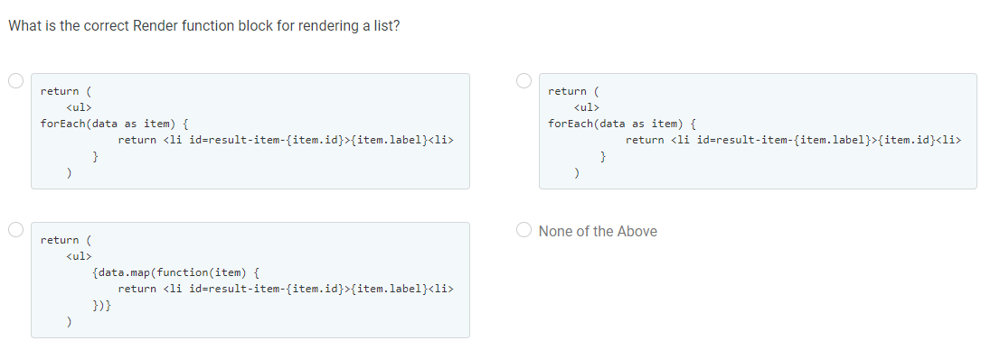 What is the correct Render function block for rendering a list?
return (
<ul>
forEach(data as item) {
return <li id=result-item-{item.id}>{item.label}<li>
}
)
return (
<ul>
forEach(data as item) {
return <li id=result-item-{item.label}>{item.id}<li>
}
)
return (
<ul>
{data.map(function(item) {
return <li id=result-item-{item.id}>{item.label}<li>
})}
)
None of the Above